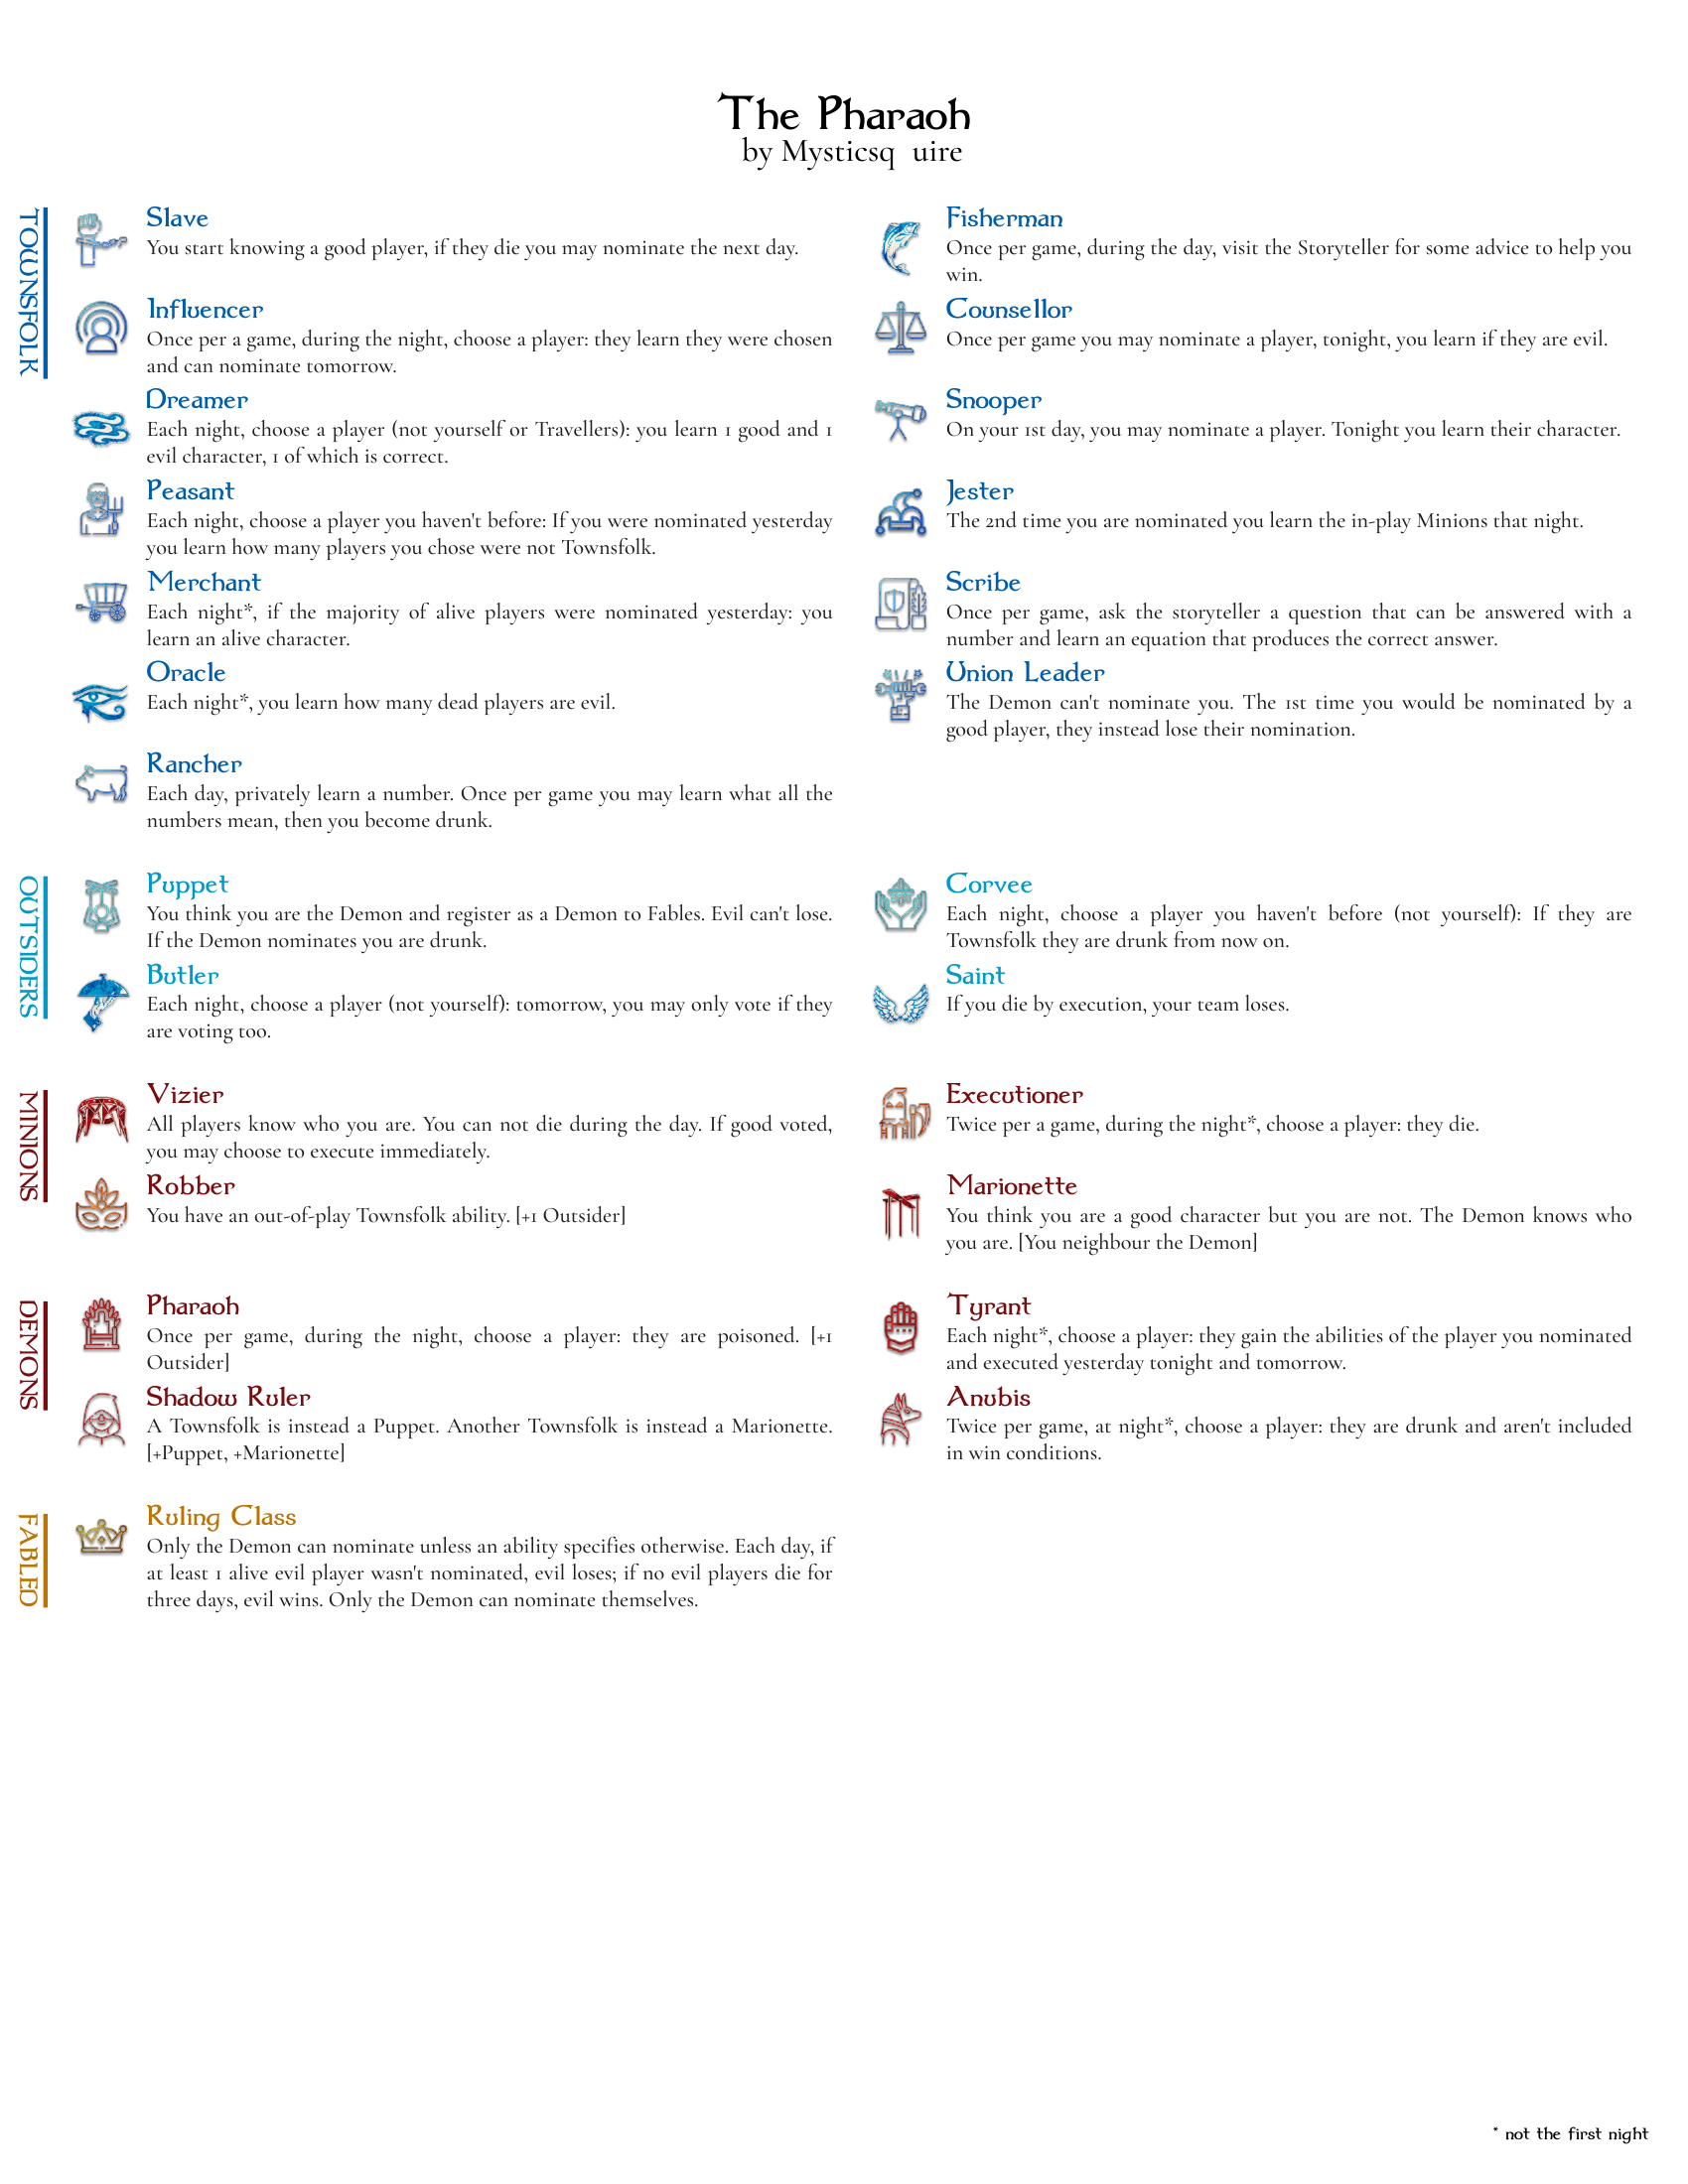 The Pharaoh
by Mysticsq uire
TOWNSFOLK
Slave
You start knowing a good player, if they die you may nominate the next day.
Influencer
Once per a game, during the night, choose a player: they learn they were chosen
and can nominate tomorrow.
Dreamer
Each night, choose a player (not yourself or Travellers): you learn 1 good and 1
evil character, 1 of which is correct.
Peasant
Each night, choose a player you haven't before: If you were nominated yesterday
you learn how many players you chose were not Townsfolk.
Merchant
Each night*, if the majority of alive players were nominated yesterday: you
learn an alive character.
Oracle
Each night*, you learn how many dead players are evil.
Rancher
Each day, privately learn a number. Once per game you may learn what all the
numbers mean, then you become drunk.
Fisherman
Once per game, during the day, visit the Storyteller for some advice to help you
win.
Counsellor
Once per game you may nominate a player, tonight, you learn if they are evil.
Snooper
On your 1st day, you may nominate a player. Tonight you learn their character.
Jester
The 2nd time you are nominated you learn the in-play Minions that night.
Scribe
Once per game, ask the storyteller a question that can be answered with a
number and learn an equation that produces the correct answer.
Union Leader
The Demon can't nominate you. The 1st time you would be nominated by a
good player, they instead lose their nomination.
OUTSIDERS
Puppet
You think you are the Demon and register as a Demon to Fables. Evil can't lose.
If the Demon nominates you are drunk.
Butler
Each night, choose a player (not yourself): tomorrow, you may only vote if they
are voting too.
Corvee
Each night, choose a player you haven't before (not yourself): If they are
Townsfolk they are drunk from now on.
Saint
If you die by execution, your team loses.
MINIONS
Vizier
All players know who you are. You can not die during the day. If good voted,
you may choose to execute immediately.
Robber
You have an out-of-play Townsfolk ability. [+1 Outsider]
Executioner
Twice per a game, during the night*, choose a player: they die.
Marionette
You think you are a good character but you are not. The Demon knows who
you are. [You neighbour the Demon]
DEMONS
Pharaoh
Once per game, during the night, choose a player: they are poisoned. [+1
Outsider]
Shadow Ruler
A Townsfolk is instead a Puppet. Another Townsfolk is instead a Marionette.
[+Puppet, +Marionette]
Tyrant
Each night*, choose a player: they gain the abilities of the player you nominated
and executed yesterday tonight and tomorrow.
Anubis
Twice per game, at night*, choose a player: they are drunk and aren't included
in win conditions.
FABLED
Ruling Class
Only the Demon can nominate unless an ability specifies otherwise. Each day, if
at least 1 alive evil player wasn't nominated, evil loses; if no evil players die for
three days, evil wins. Only the Demon can nominate themselves.
* not the first night